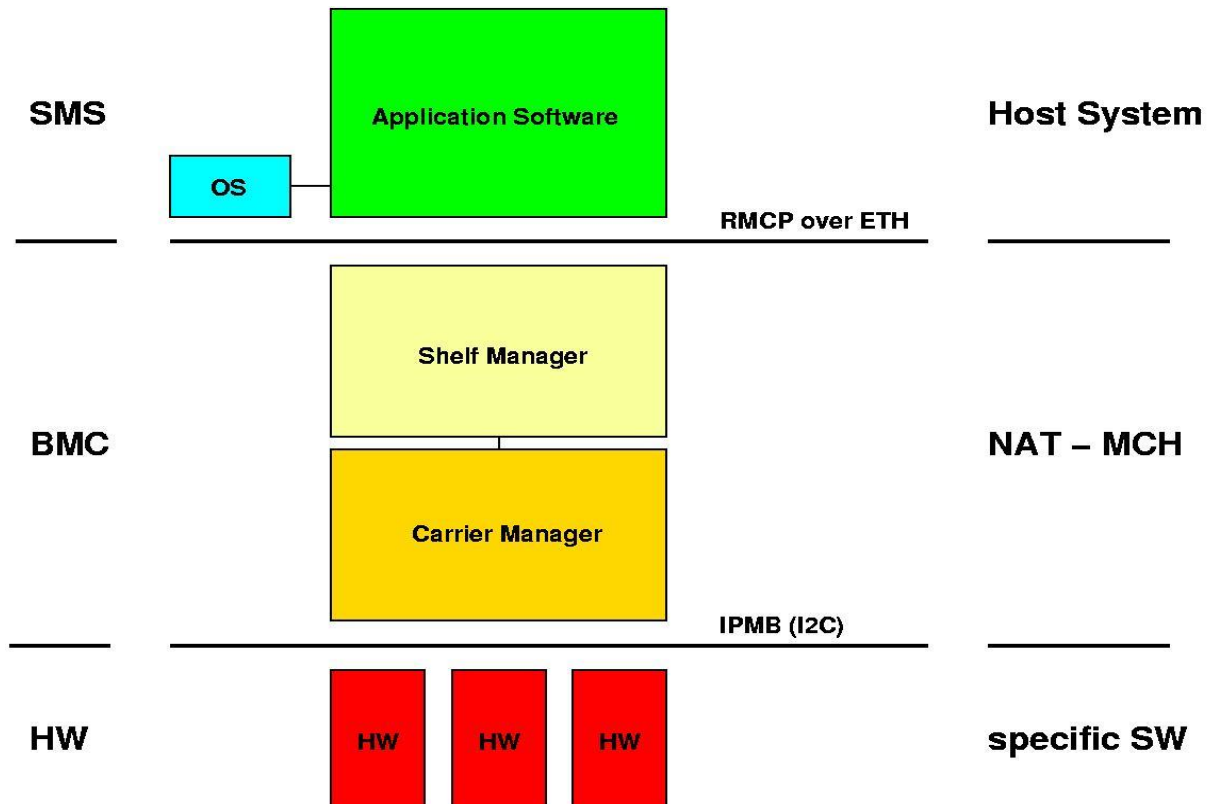 SMS
Application Software
Host System
OS
RMCP over ETH
Shelf Manager
BMC
NAT – MCH
Carrier Manager
IPMB (I2C)
HW
HW
HW
HW
specific SW